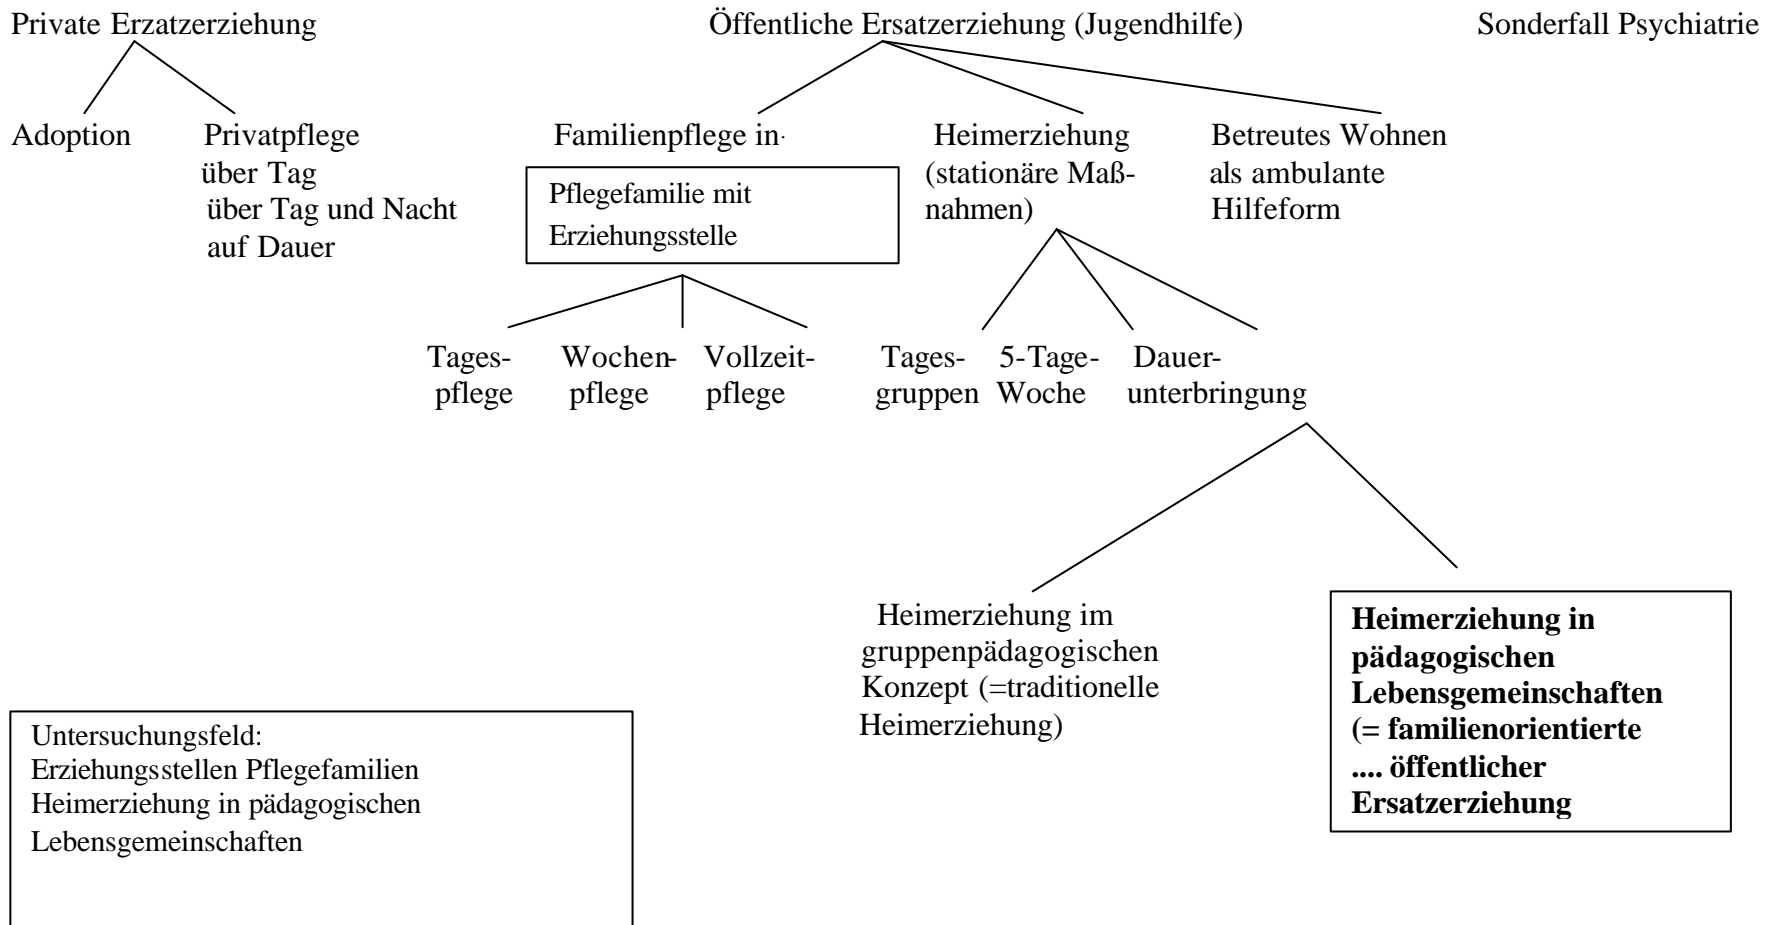 Private Erzatzerziehung
Öffentliche Ersatzerziehung (Jugendhilfe)
Sonderfall Psychiatrie
Adoption
Privatpflege
über Tag
über Tag und Nacht
auf Dauer
Familienpflege in
Pflegefamilie mit
Erziehungsstelle
Heimerziehung
(stationäre Maß-
nahmen)
Betreutes Wohnen
als ambulante
Hilfeform
Tages-
pflege
Wochen-
pflege
Vollzeit-
pflege
Tages-
gruppen
5-Tage-
Woche
Dauer-
unterbringung
Heimerziehung im
gruppenpädagogischen
Konzept (=traditionelle
Heimerziehung)
Heimerziehung in
pädagogischen
Lebensgemeinschaften
(= familienorientierte
.... öffentlicher
Ersatzerziehung
Untersuchungsfeld:
Erziehungsstellen Pflegefamilien
Heimerziehung in pädagogischen
Lebensgemeinschaften